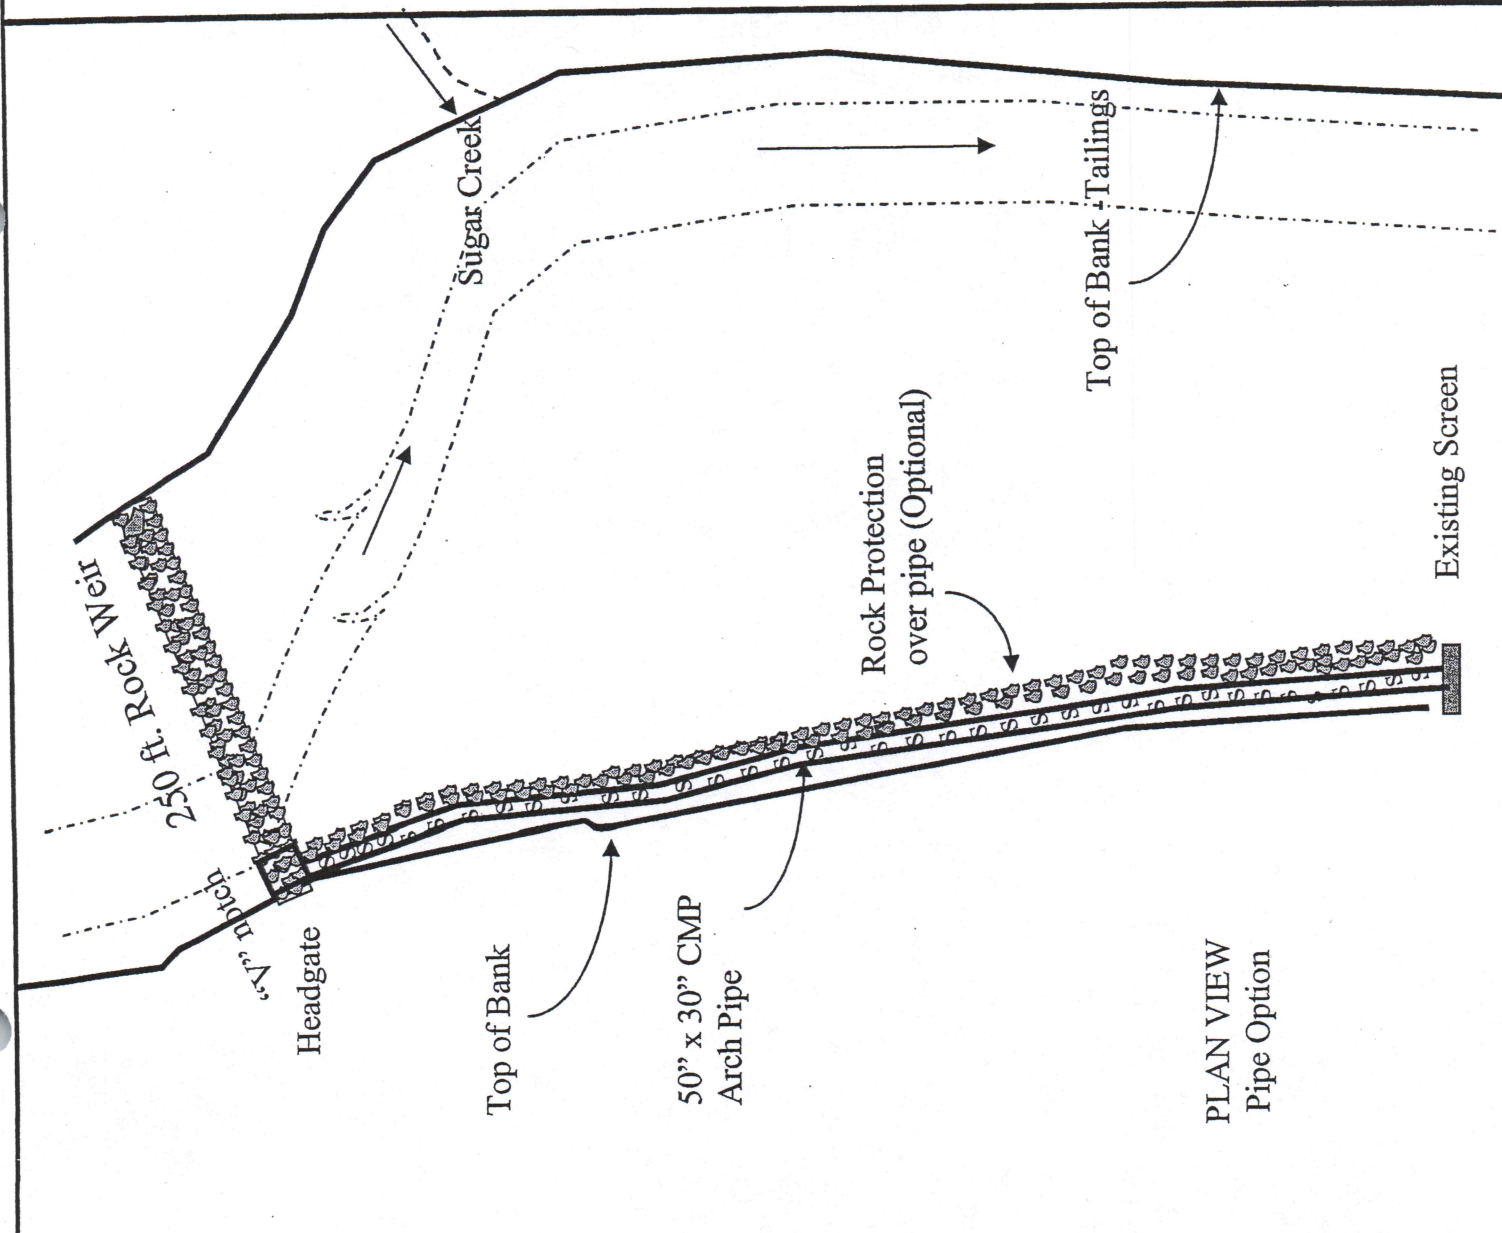 250 ft. Rock Weir
“V” notch
Headgate
Sugar Creek
Top of Bank
50” x 30” CMP
Arch Pipe
Rock Protection
over pipe (Optional)
Top of Bank -Tailings
Existing Screen
PLAN VIEW
Pipe Option